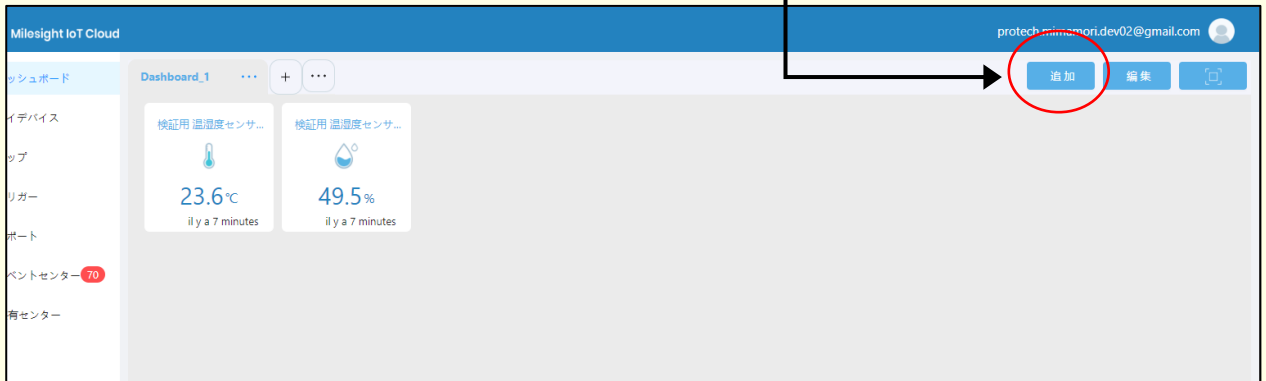 Milesight IoT Cloud
protech.mimamori.dev02@gmail.com
ッシュボード
Dashboard_1 ... + ...
追加 編集
イデバイス
ップ
リガー
ポート
ベントセンター 70
有センター
検証用 温湿度センサ...
23.6℃
il y a 7 minutes
検証用 温湿度センサ...
49.5%
il y a 7 minutes